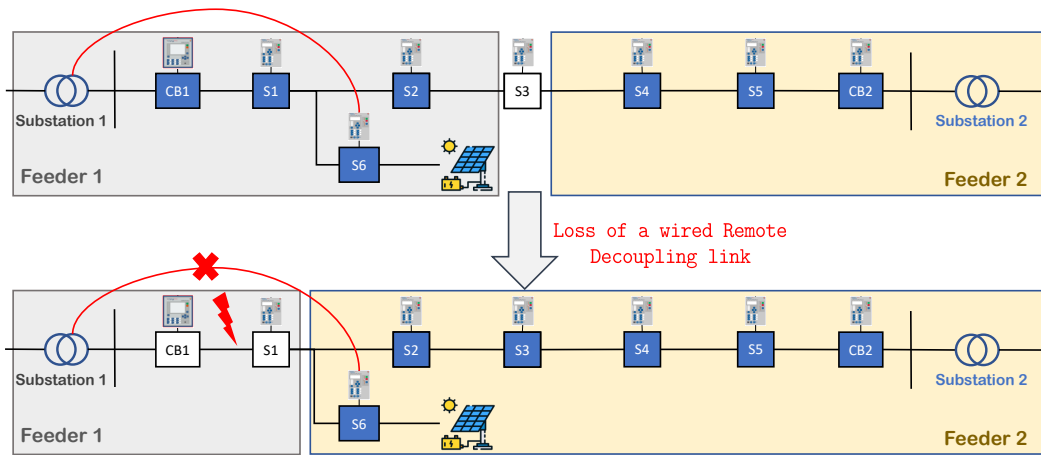 CB1
S1
S2
S3
S4
S5
CB2
Substation 1
Substation 2
S6
Feeder 1
Feeder 2
Loss of a wired Remote
Decoupling link
CB1
S1
S2
S3
S4
S5
CB2
Substation 1
Substation 2
S6
Feeder 1
Feeder 2